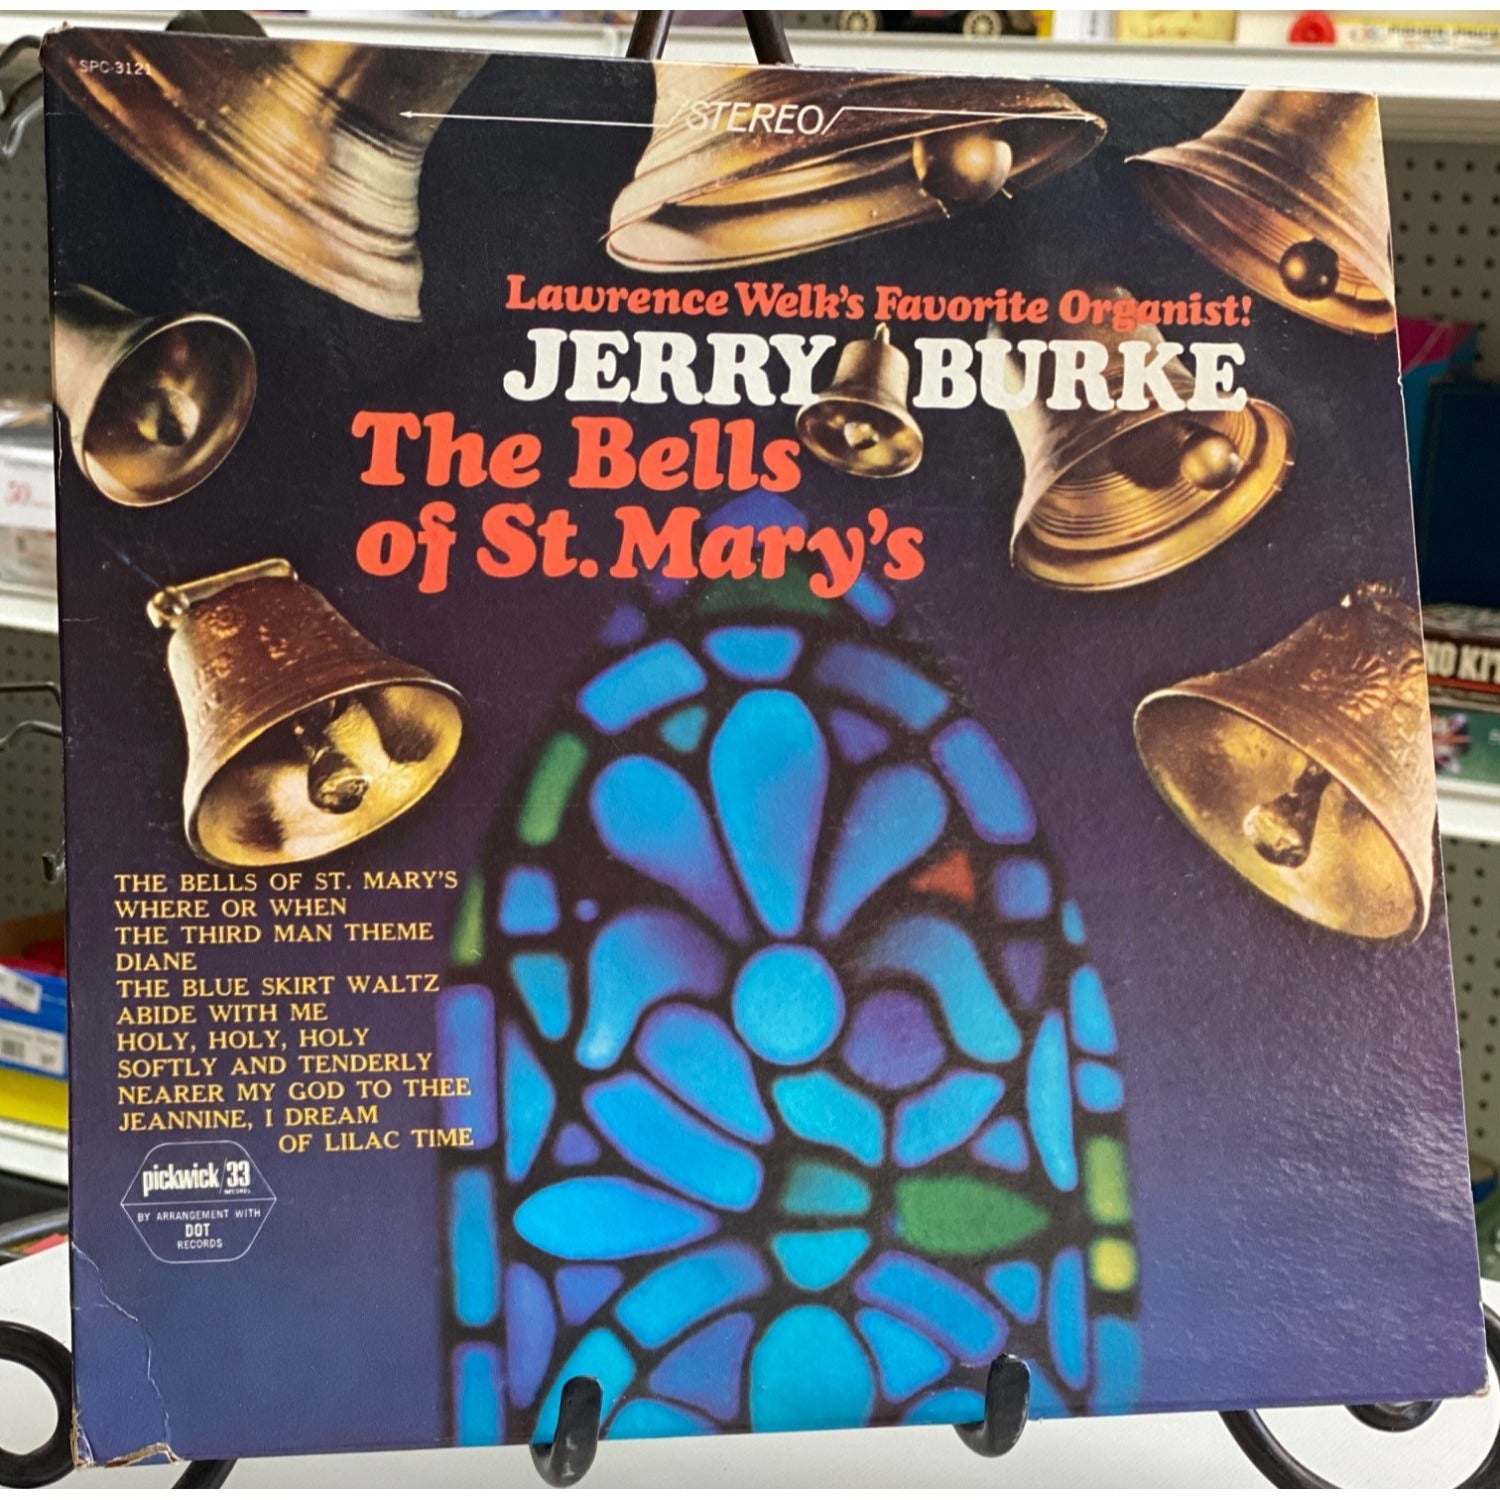 SPC-3121
STEREO
Lawrence Welk's Favorite Organist!
JERRY BURKE
The Bells
of St. Mary's
THE BELLS OF ST. MARY'S
WHERE OR WHEN
THE THIRD MAN THEME
DIANE
THE BLUE SKIRT WALTZ
ABIDE WITH ME
HOLY, HOLY, HOLY
SOFTLY AND TENDERLY
NEARER MY GOD TO THEE
JEANNINE, I DREAM
OF LILAC TIME
pickwick/33
RECORDS
BY ARRANGEMENT WITH
DOT
RECORDS